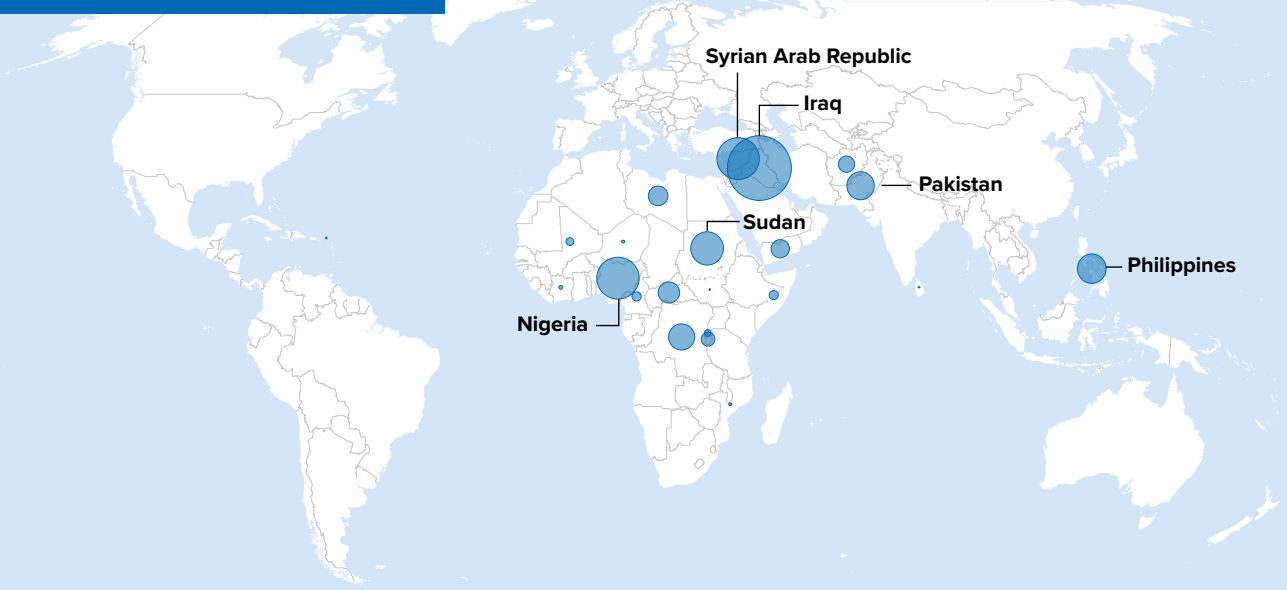 Syrian Arab Republic
Iraq
Pakistan
Sudan
Philippines
Nigeria